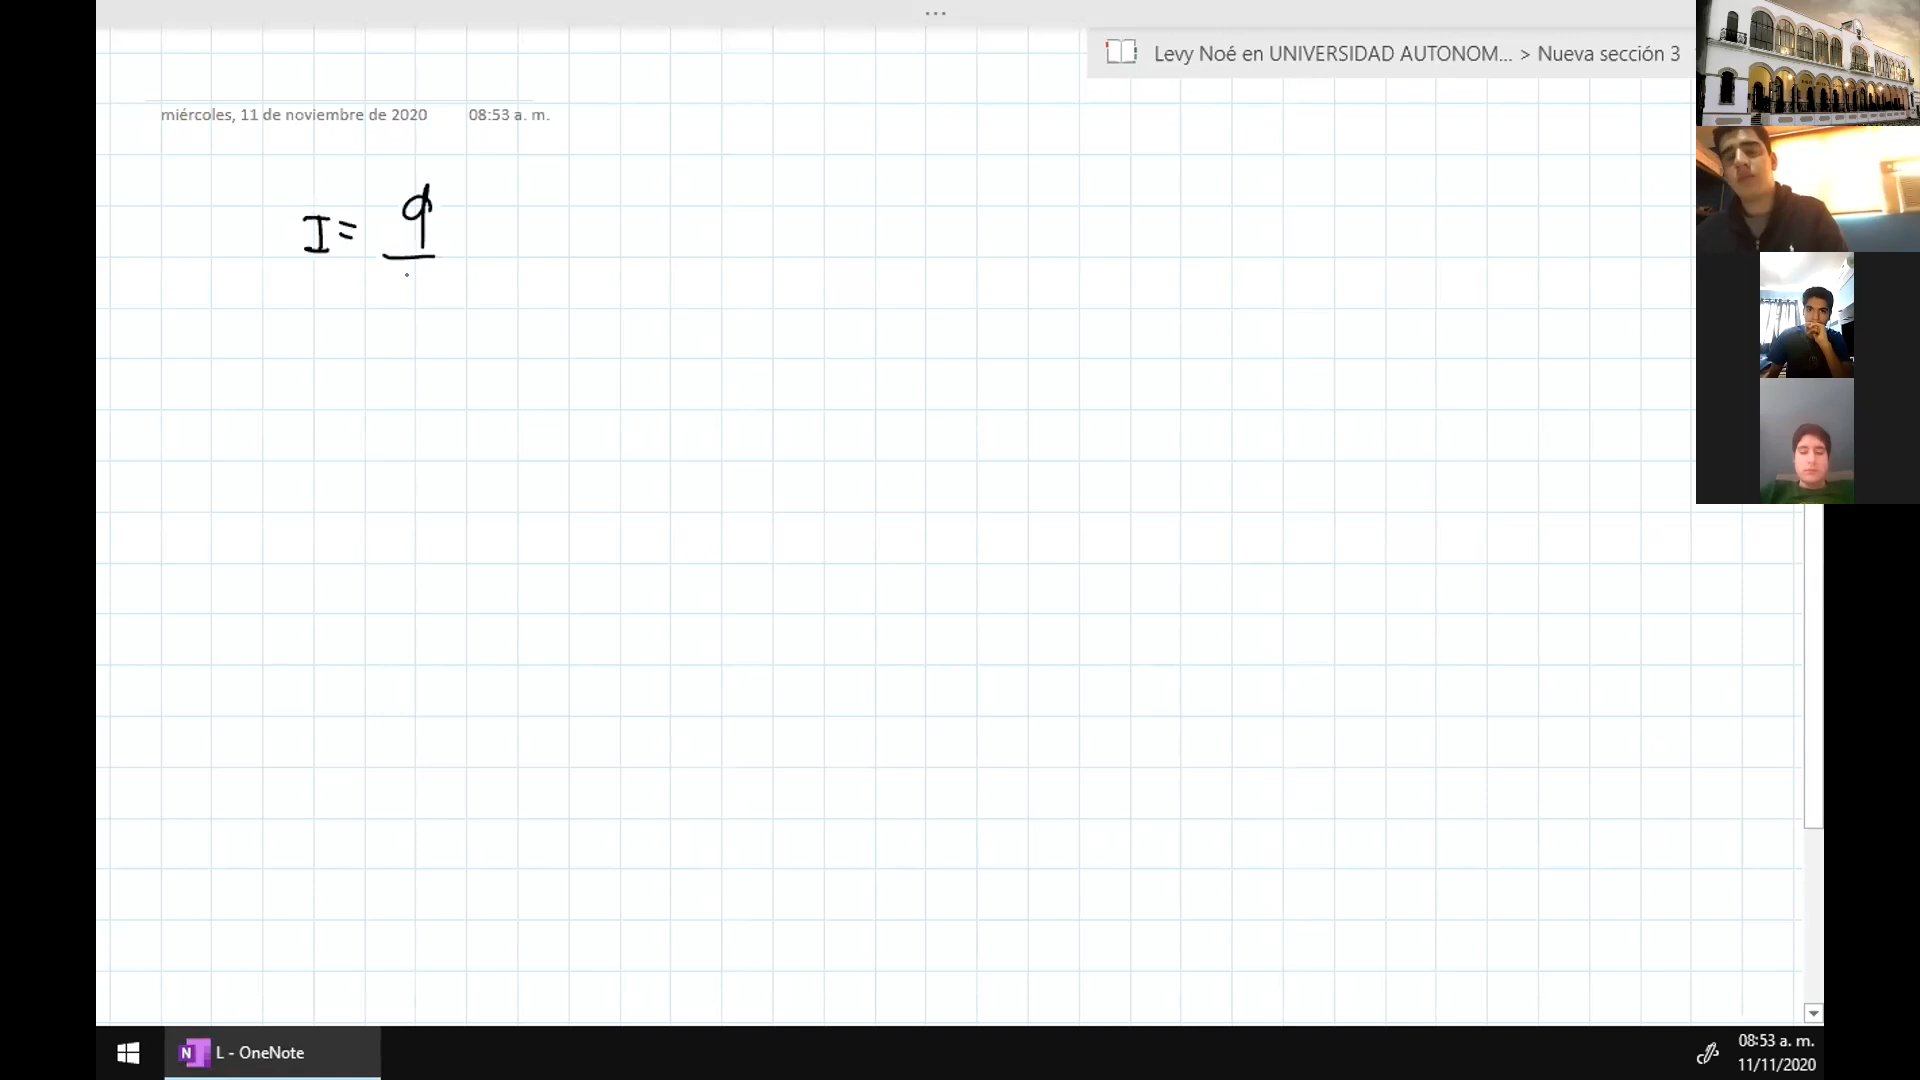 ...
Levy Noé en UNIVERSIDAD AUTONOM... > Nueva sección 3
miércoles, 11 de noviembre de 2020 08:53 a. m.
I = q
N L - OneNote
08:53 a. m.
11/11/2020